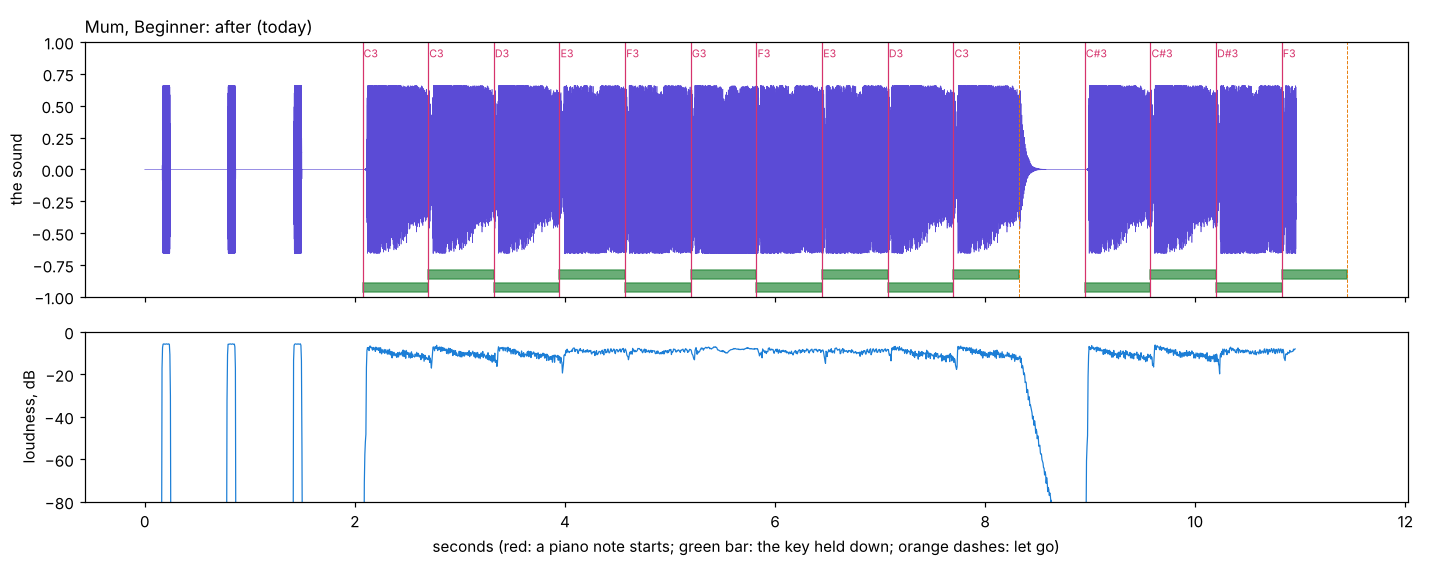 Mum, Beginner: after (today)
1.00
0.75
0.50
0.25
0.00
−0.25
−0.50
−0.75
−1.00
the sound
C3 C3 D3 E3 F3 G3 F3 E3 D3 C3 C#3 C#3 D#3 F3
0
−20
−40
−60
−80
loudness, dB
0 2 4 6 8 10 12
seconds (red: a piano note starts; green bar: the key held down; orange dashes: let go)